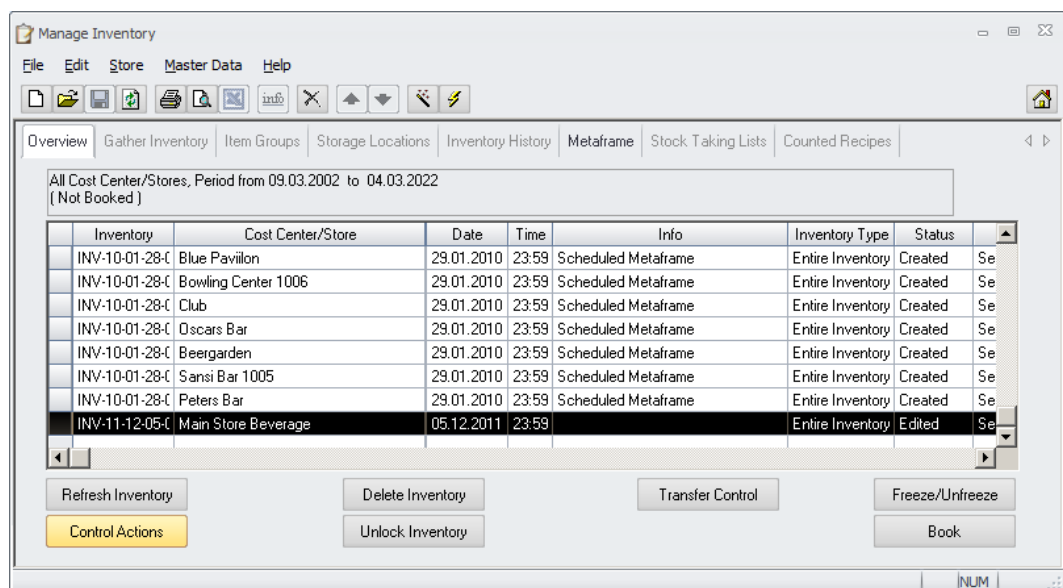 Manage Inventory
File Edit Store Master Data Help
info
Overview Gather Inventory Item Groups Storage Locations Inventory History Metaframe Stock Taking Lists Counted Recipes
All Cost Center/Stores, Period from 09.03.2002 to 04.03.2022
( Not Booked )
Inventory Cost Center/Store Date Time Info Inventory Type Status
INV-10-01-28-0 Blue Paviilon 29.01.2010 23:59 Scheduled Metaframe Entire Inventory Created Se
INV-10-01-28-0 Bowling Center 1006 29.01.2010 23:59 Scheduled Metaframe Entire Inventory Created Se
INV-10-01-28-0 Club 29.01.2010 23:59 Scheduled Metaframe Entire Inventory Created Se
INV-10-01-28-0 Oscars Bar 29.01.2010 23:59 Scheduled Metaframe Entire Inventory Created Se
INV-10-01-28-0 Beergarden 29.01.2010 23:59 Scheduled Metaframe Entire Inventory Created Se
INV-10-01-28-0 Sansi Bar 1005 29.01.2010 23:59 Scheduled Metaframe Entire Inventory Created Se
INV-10-01-28-0 Peters Bar 29.01.2010 23:59 Scheduled Metaframe Entire Inventory Created Se
INV-11-12-05-0 Main Store Beverage 05.12.2011 23:59 Entire Inventory Edited Se
Refresh Inventory Delete Inventory Transfer Control Freeze/Unfreeze
Control Actions Unlock Inventory Book
NUM